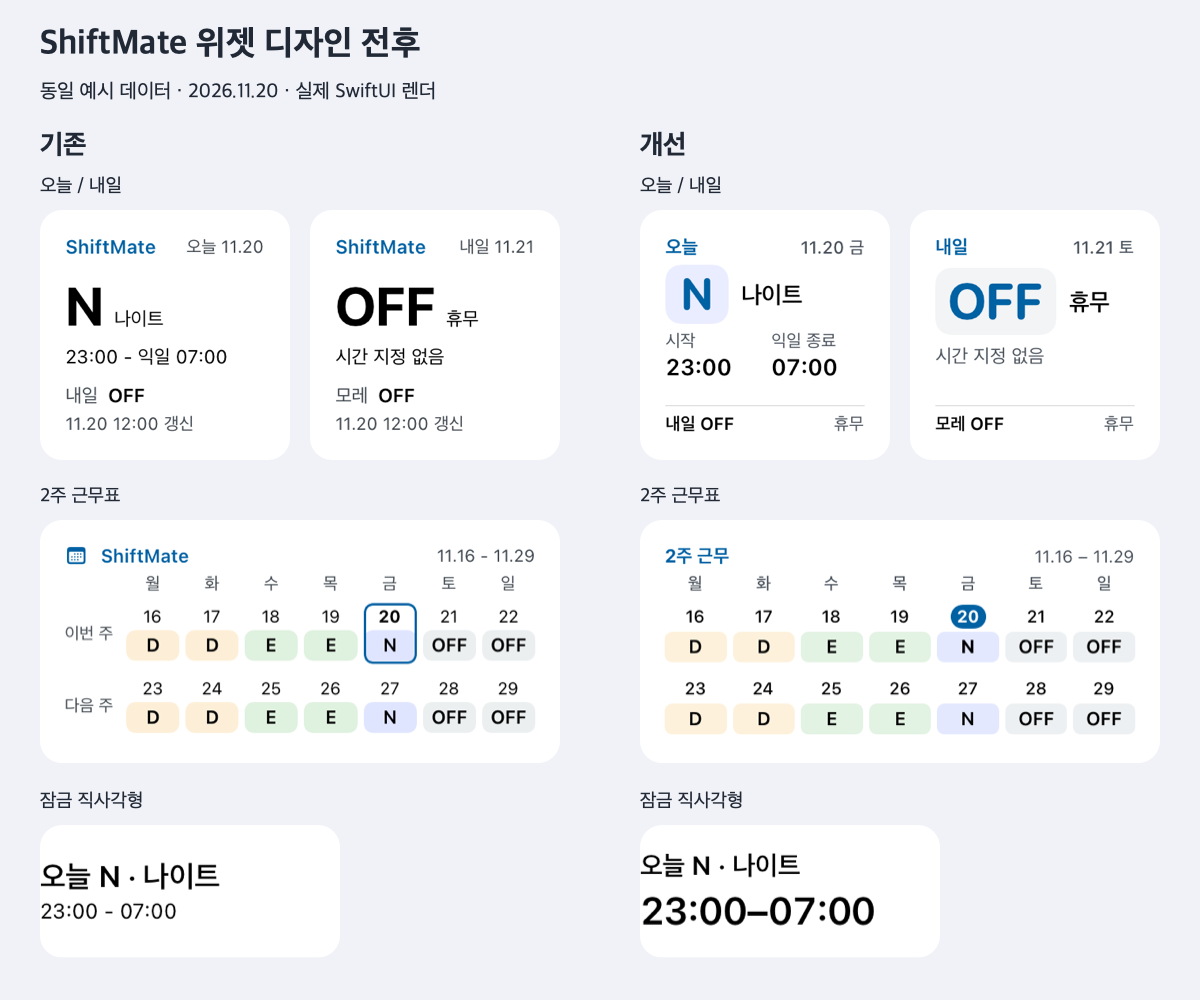 ShiftMate 위젯 디자인 전후
동일 예시 데이터 · 2026.11.20 · 실제 SwiftUI 렌더
기존
오늘 / 내일
ShiftMate 오늘 11.20
N 나이트
23:00 - 익일 07:00
내일 OFF
11.20 12:00 갱신
ShiftMate 내일 11.21
OFF 휴무
시간 지정 없음
모레 OFF
11.20 12:00 갱신
2주 근무표
ShiftMate 11.16 - 11.29
월 화 수 목 금 토 일
이번 주 16 17 18 19 20 21 22
D D E E N OFF OFF
다음 주 23 24 25 26 27 28 29
D D E E N OFF OFF
잠금 직사각형
오늘 N · 나이트
23:00 - 07:00
개선
오늘 / 내일
오늘 11.20 금
N 나이트
시작 익일 종료
23:00 07:00
내일 OFF 휴무
내일 11.21 토
OFF 휴무
시간 지정 없음
모레 OFF 휴무
2주 근무표
2주 근무 11.16 – 11.29
월 화 수 목 금 토 일
16 17 18 19 20 21 22
D D E E N OFF OFF
23 24 25 26 27 28 29
D D E E N OFF OFF
잠금 직사각형
오늘 N · 나이트
23:00–07:00